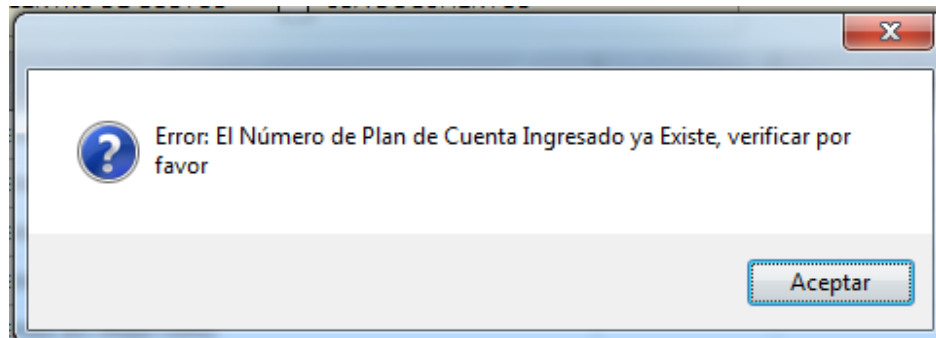 Error: El Número de Plan de Cuenta Ingresado ya Existe, verificar por
favor
Aceptar